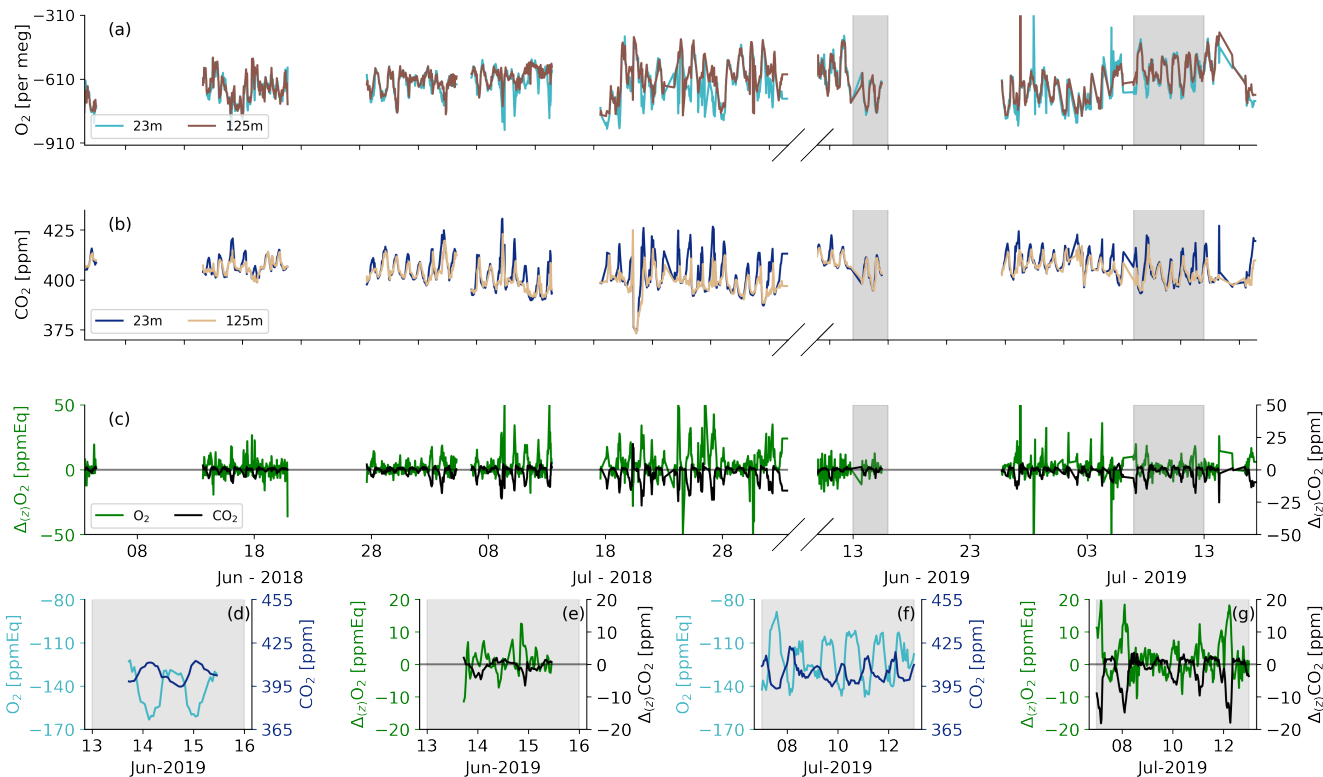 (a)
O₂ [per meg]
−310
−610
−910
23m
125m
(b)
CO₂ [ppm]
425
400
375
23m
125m
(c)
Δ₍z₎O₂ [ppmEq]
50
0
−50
O₂
CO₂
50
25
0
−25
−50
Δ₍z₎CO₂ [ppm]
08 18 28 08 18 28 13 23 03 13
Jun - 2018 Jul - 2018 Jun - 2019 Jul - 2019
(d)
O₂ [ppmEq]
−80
−110
−140
−170
455
425
395
365
CO₂ [ppm]
13 14 15 16
Jun-2019
(e)
Δ₍z₎O₂ [ppmEq]
20
10
0
−10
−20
20
10
0
−10
−20
Δ₍z₎CO₂ [ppm]
13 14 15 16
Jun-2019
(f)
O₂ [ppmEq]
−80
−110
−140
−170
455
425
395
365
CO₂ [ppm]
08 10 12
Jul-2019
(g)
Δ₍z₎O₂ [ppmEq]
20
10
0
−10
−20
20
10
0
−10
−20
Δ₍z₎CO₂ [ppm]
08 10 12
Jul-2019